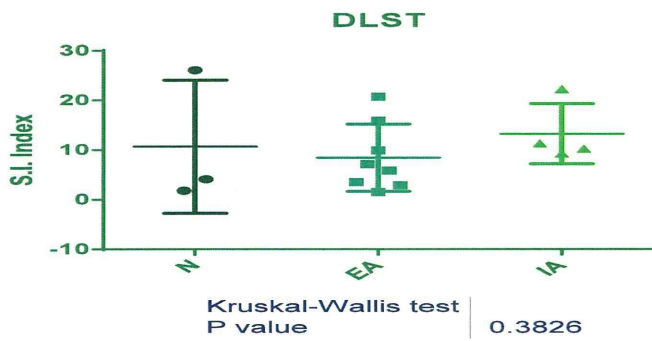 DLST
S.I. Index
30
20
10
0
-10
N
EA
IA
Kruskal-Wallis test
P value 0.3826